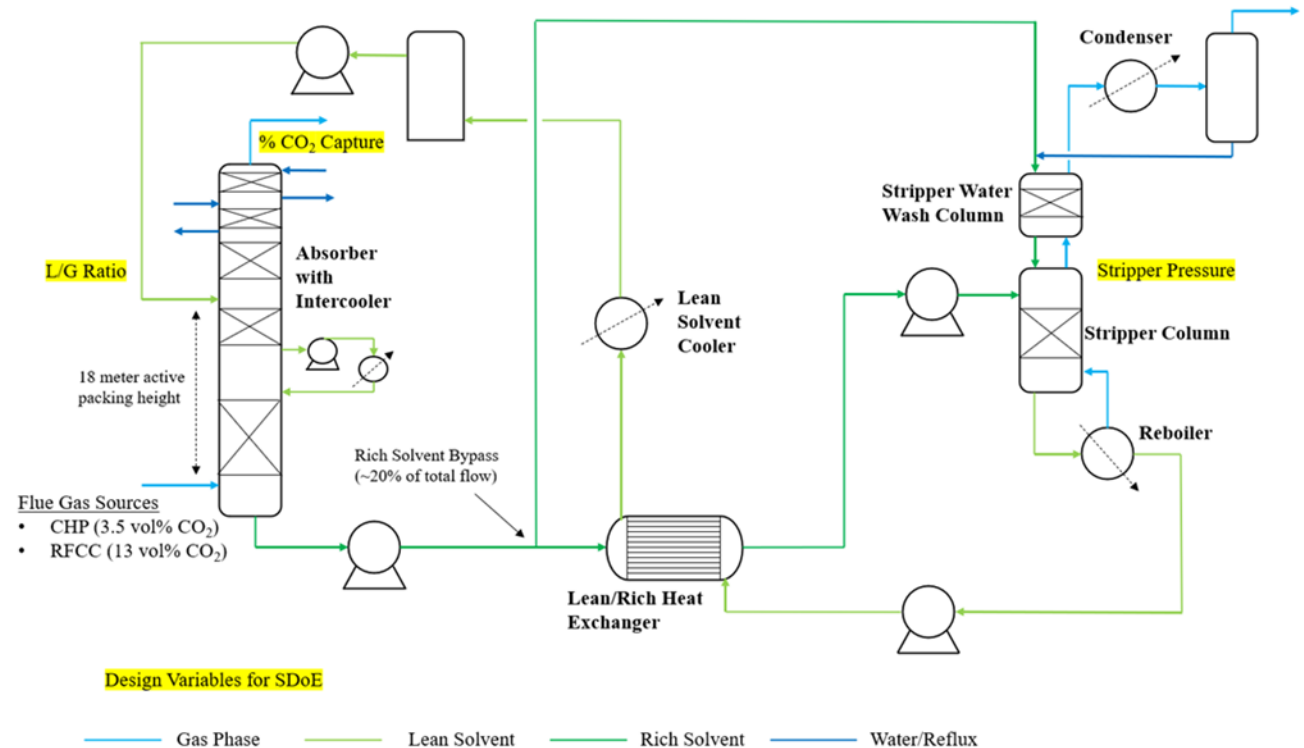 Condenser
% CO₂ Capture
Stripper Water
Wash Column
L/G Ratio
Absorber
with
Intercooler
Stripper Pressure
Lean
Solvent
Cooler
Stripper Column
18 meter active
packing height
Reboiler
Rich Solvent Bypass
(~20% of total flow)
Flue Gas Sources
• CHP (3.5 vol% CO₂)
• RFCC (13 vol% CO₂)
Lean/Rich Heat
Exchanger
Design Variables for SDoE
Gas Phase
Lean Solvent
Rich Solvent
Water/Reflux